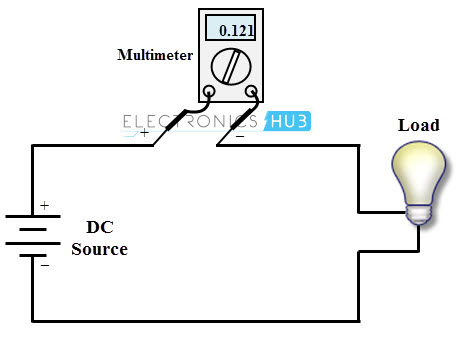 0.121
Multimeter
ELECTRONICS HUB
+
−
Load
+
DC
Source
−